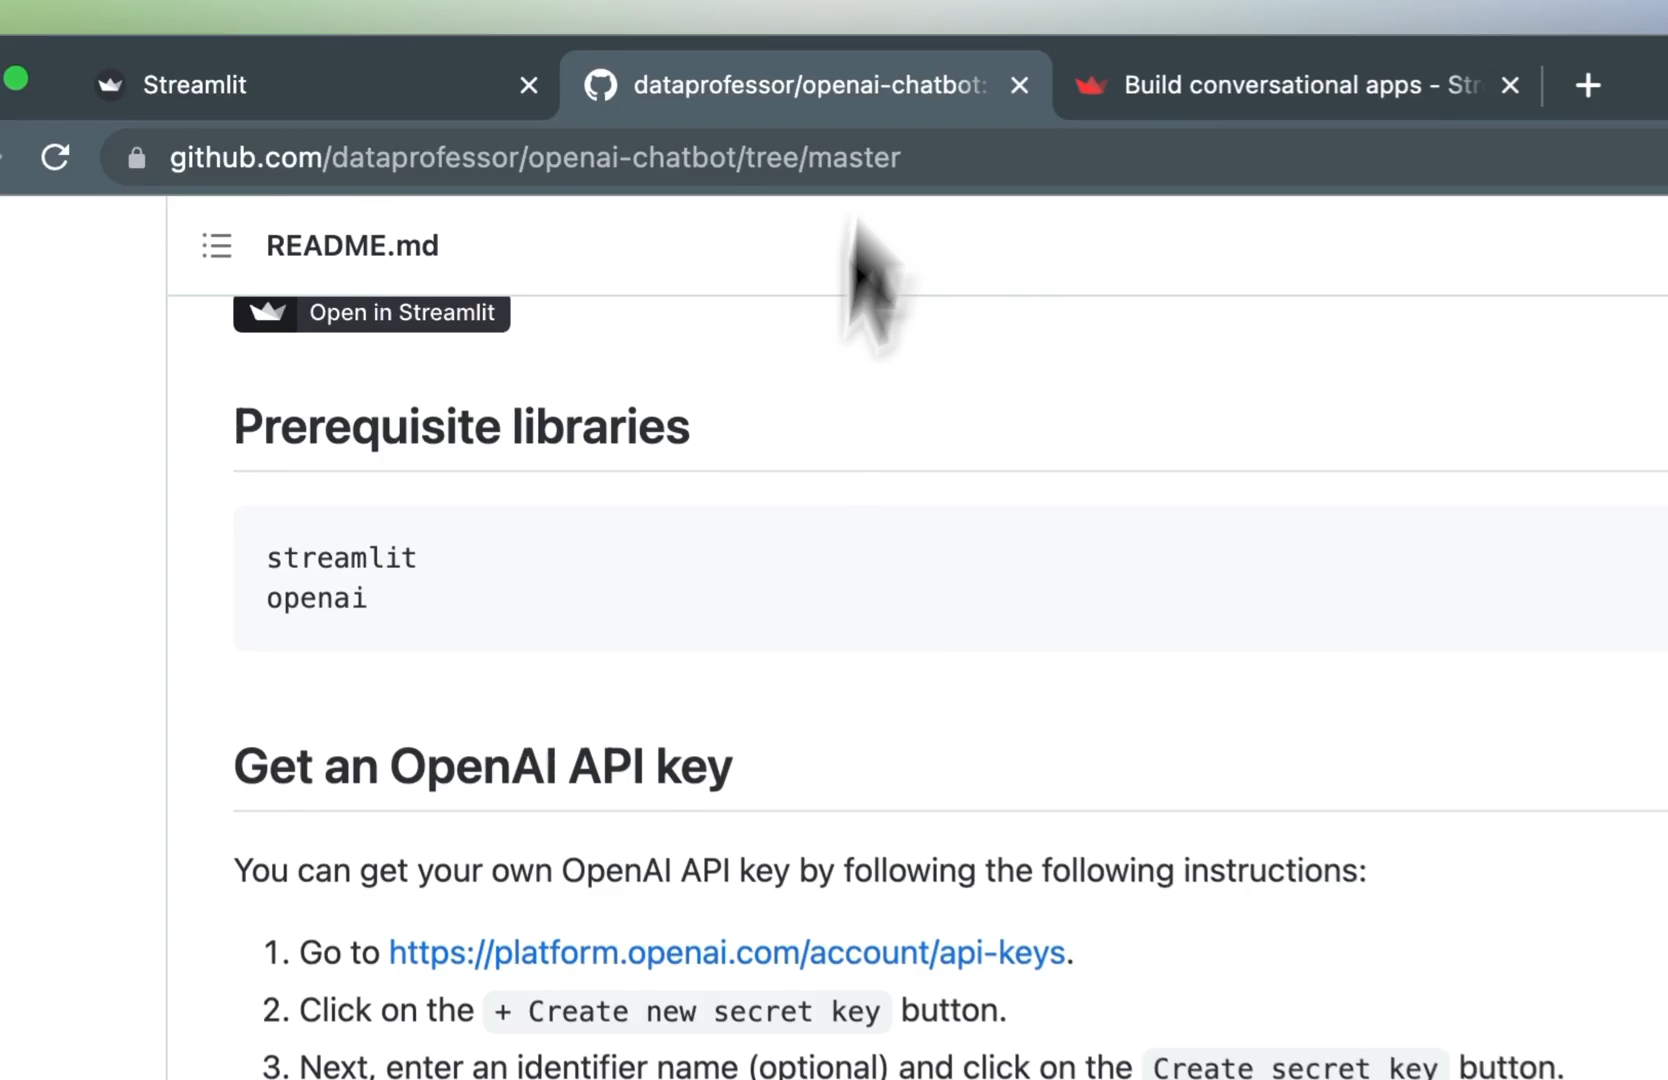 Streamlit
dataprofessor/openai-chatbot:
Build conversational apps - Str
github.com/dataprofessor/openai-chatbot/tree/master
README.md
Open in Streamlit
Prerequisite libraries
streamlit
openai
Get an OpenAI API key
You can get your own OpenAI API key by following the following instructions:
1. Go to https://platform.openai.com/account/api-keys.
2. Click on the + Create new secret key button.
3. Next, enter an identifier name (optional) and click on the Create secret key button.